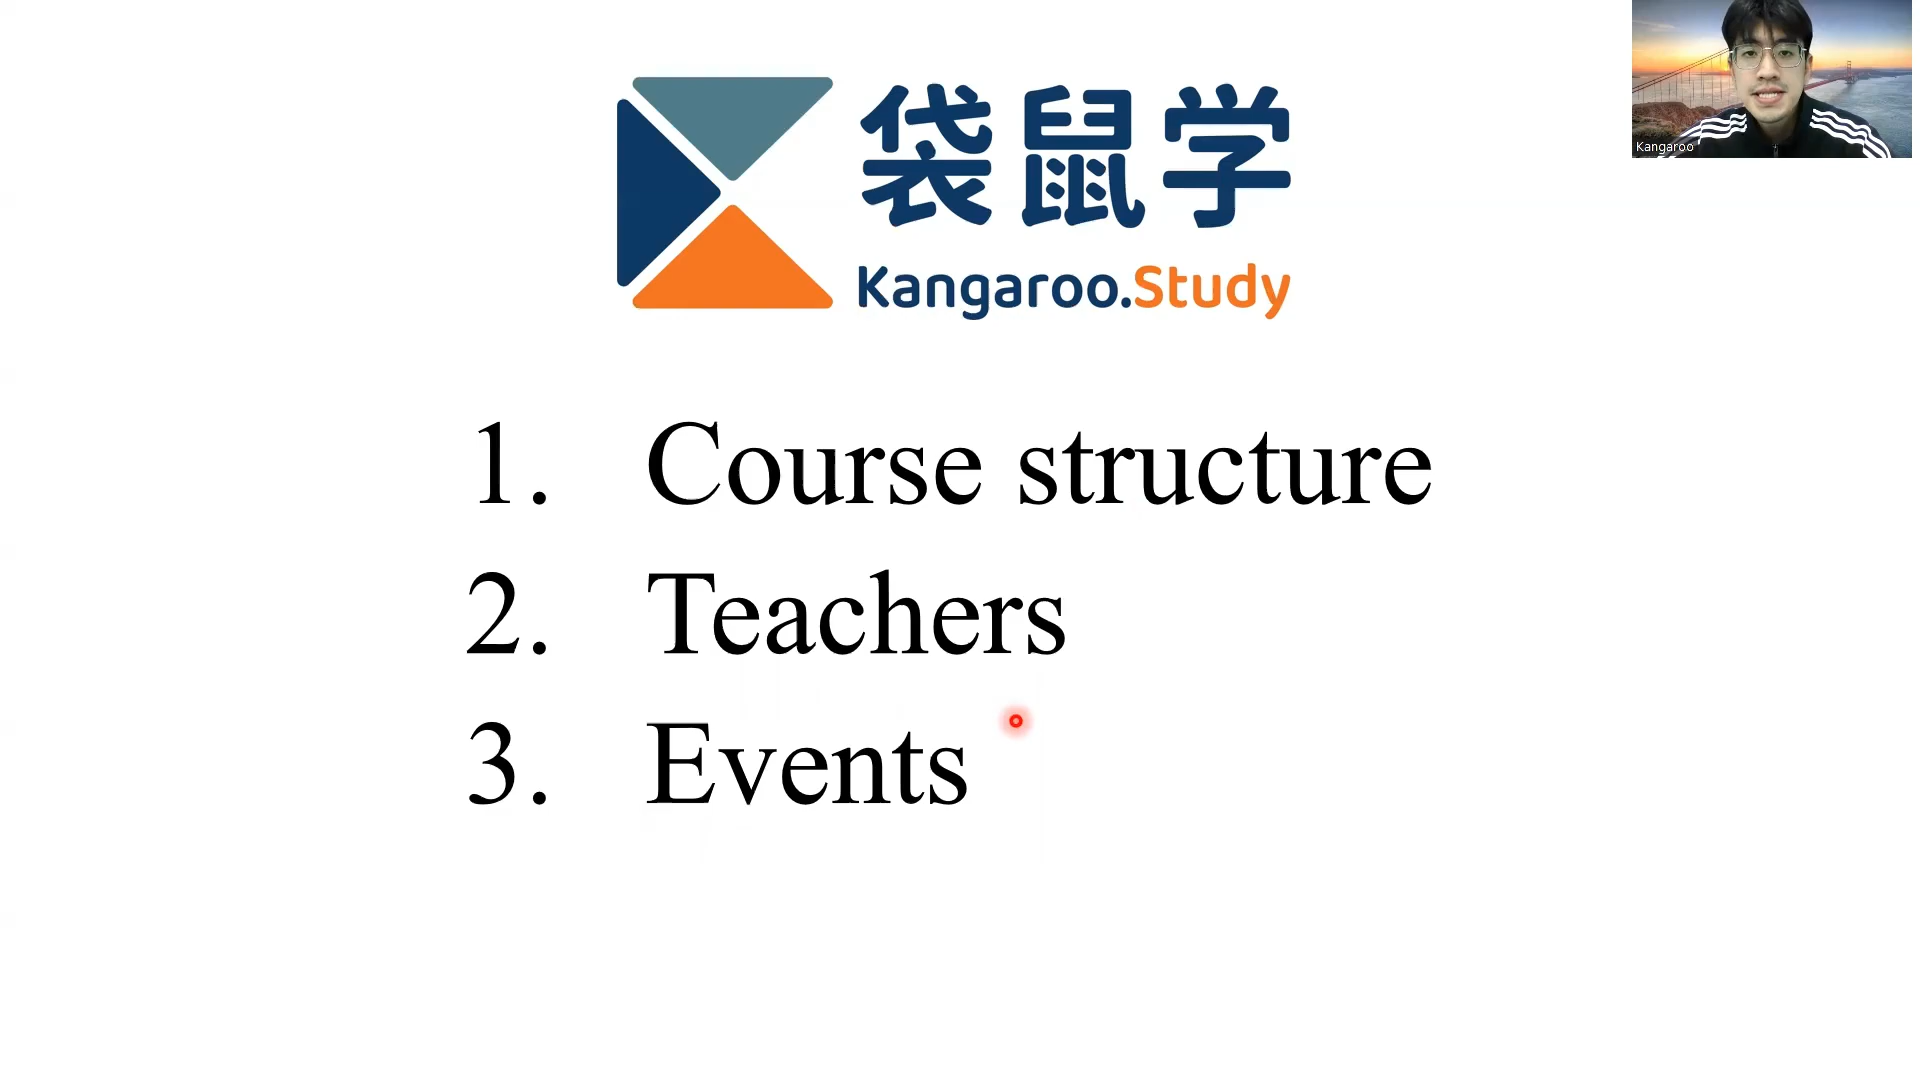 袋鼠学
Kangaroo.Study
Kangaroo
1. Course structure
2. Teachers
3. Events